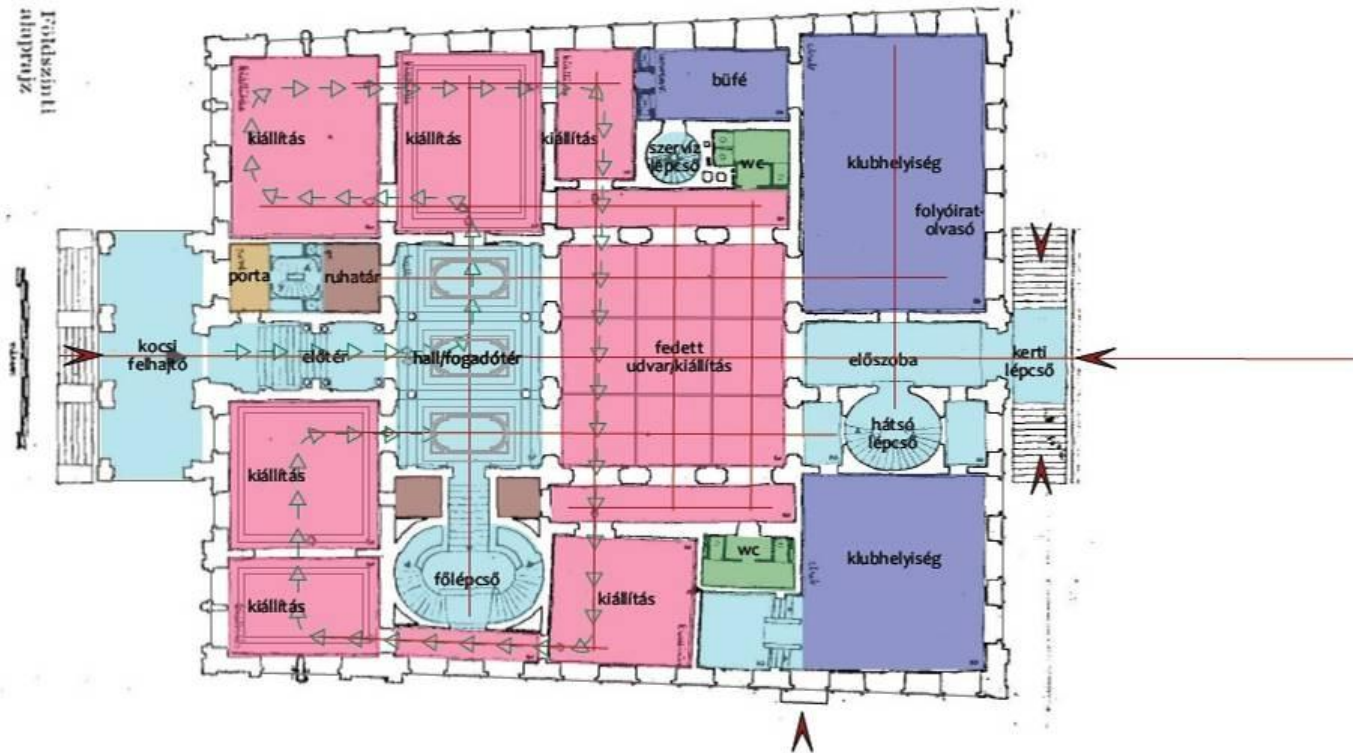 Földszinti
alaprajz
kiállítás
kiállítás
kiállítás
büfé
szerviz
lépcső
wc
klubhelyiség
folyóirat-
olvasó
porta
ruhatár
kocsi
felhajtó
előtér
hall/fogadótér
fedett
udvar/kiállítás
előszoba
kerti
lépcső
hátsó
lépcső
kiállítás
kiállítás
főlépcső
kiállítás
wc
klubhelyiség